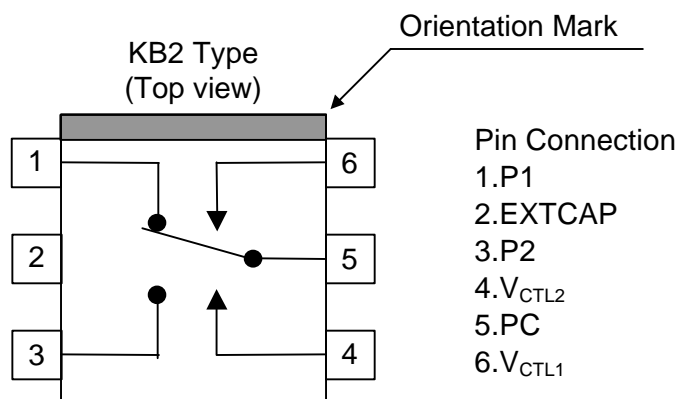 Orientation Mark
KB2 Type
(Top view)
1
6
2
5
3
4
Pin Connection
1.P1
2.EXTCAP
3.P2
4.VCTL2
5.PC
6.VCTL1